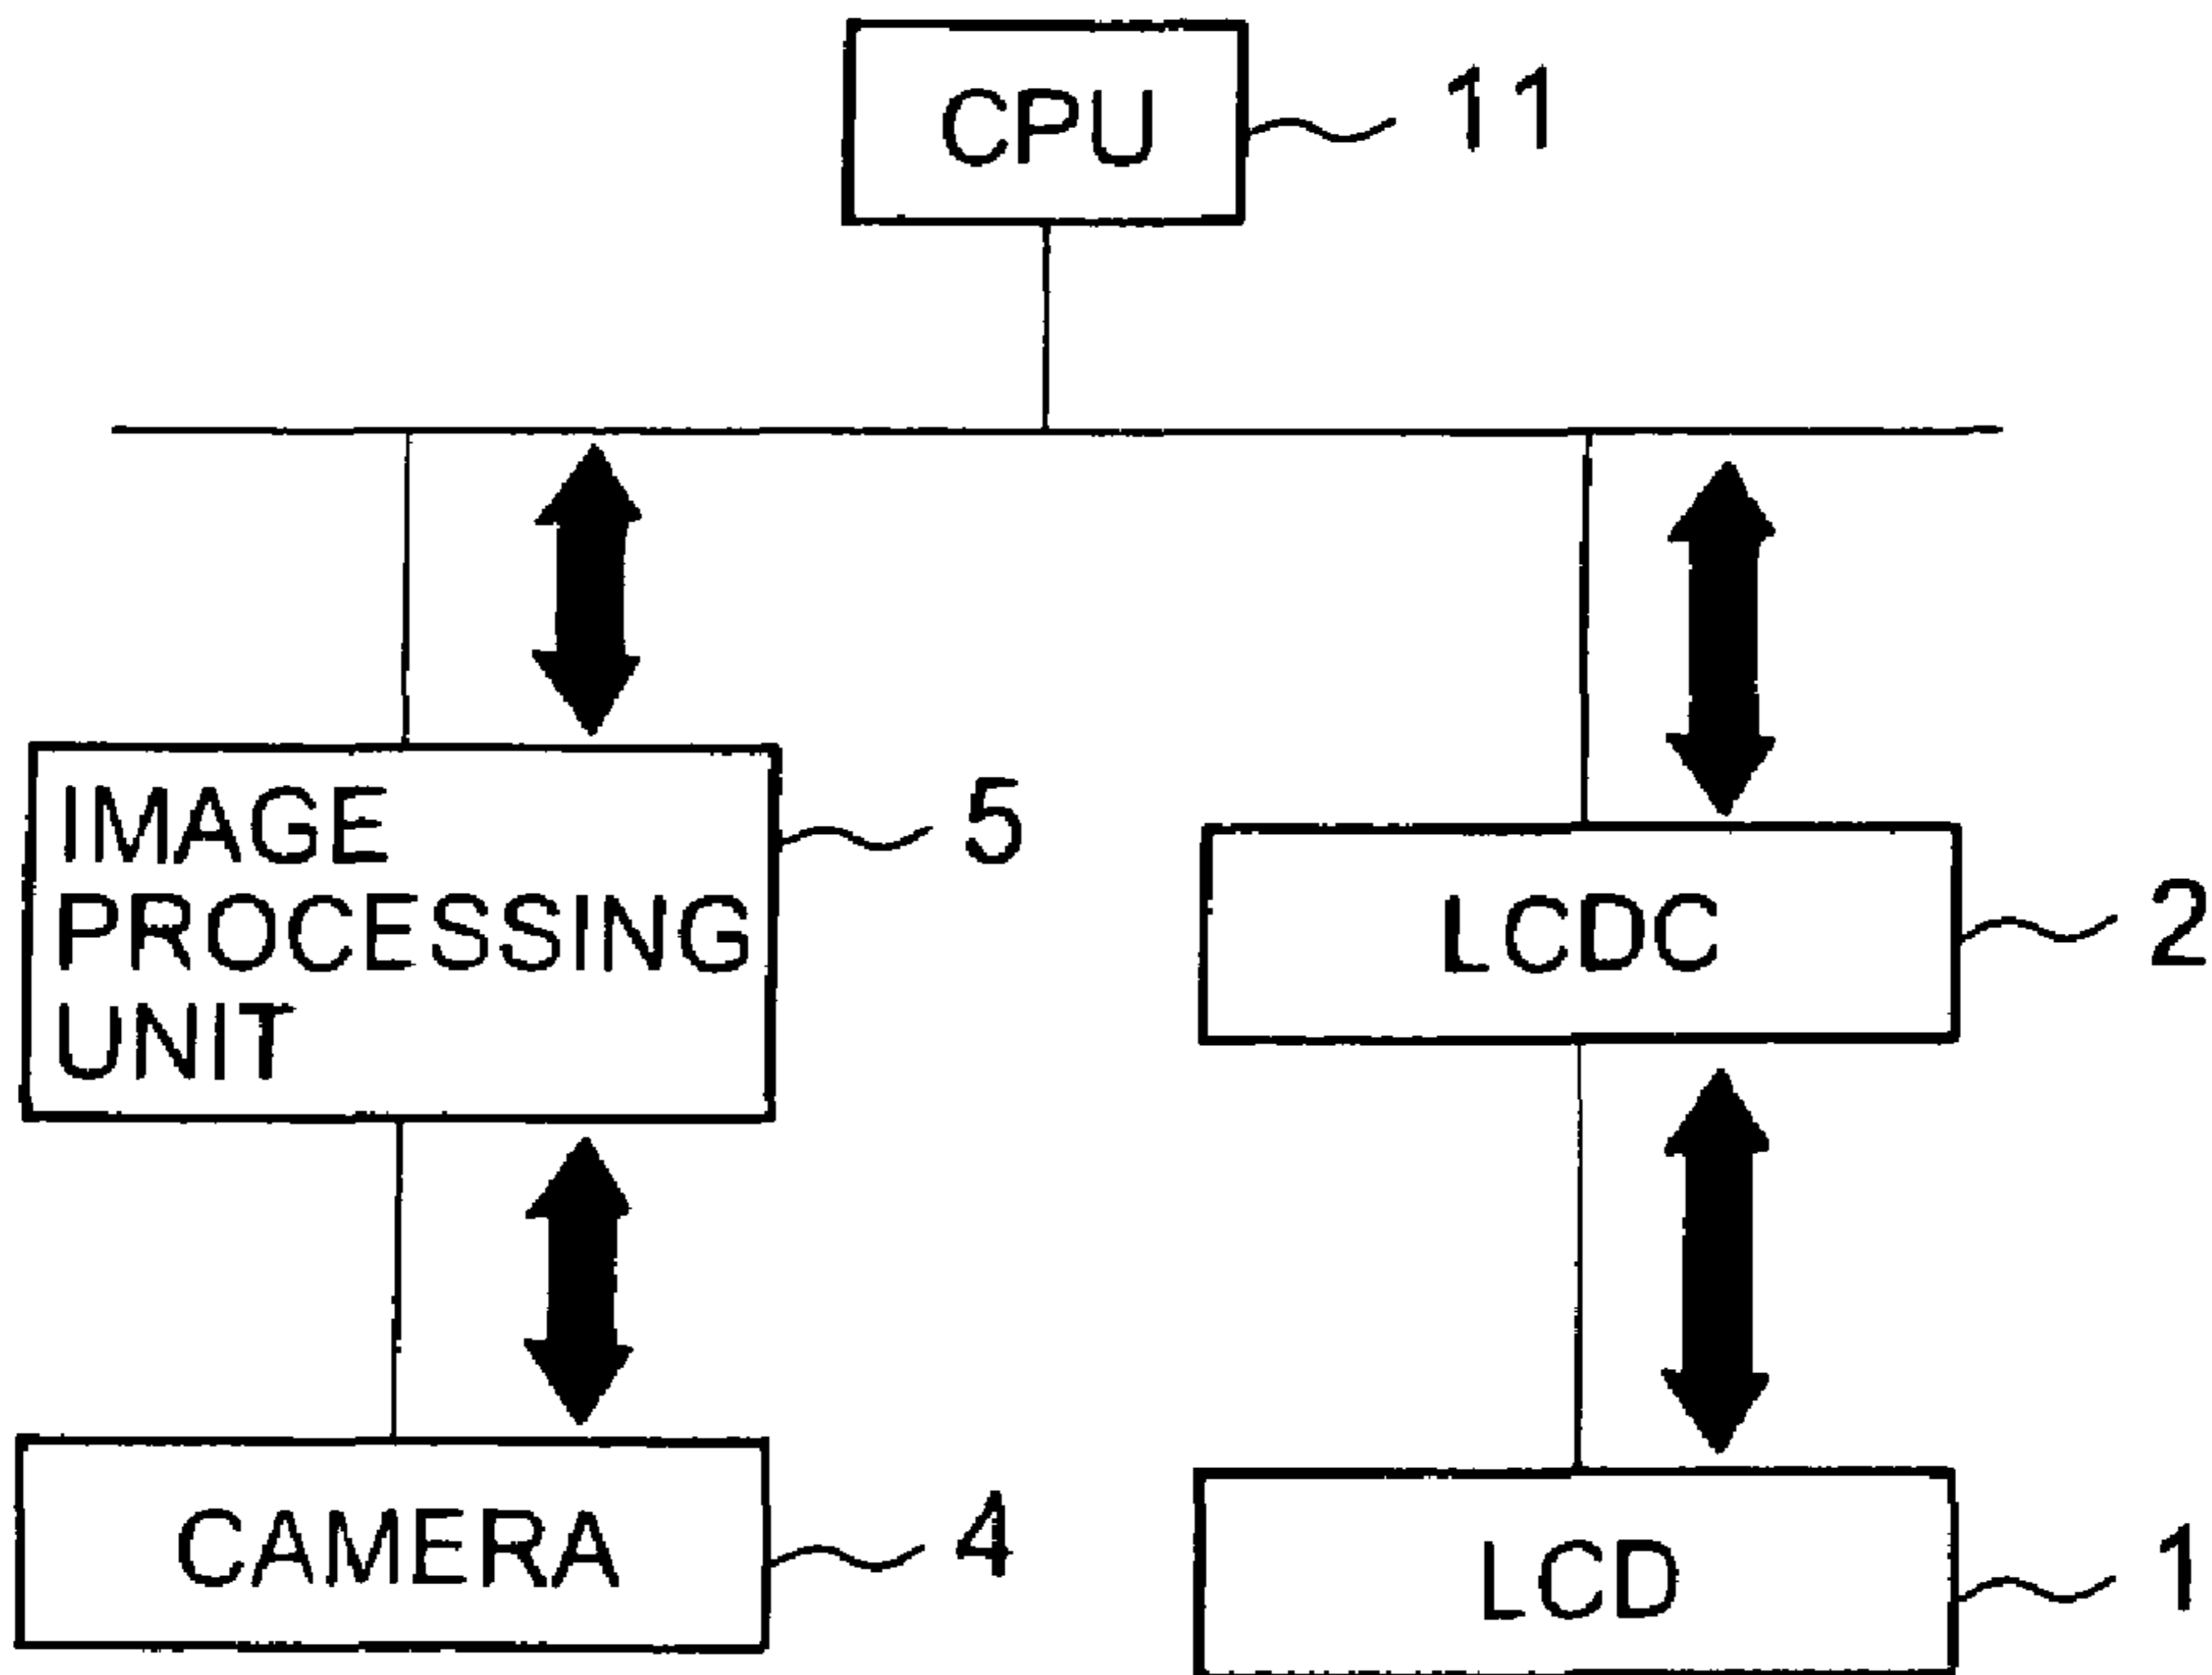 CPU
11
IMAGE
PROCESSING
UNIT
5
LCDC
2
CAMERA
4
LCD
1